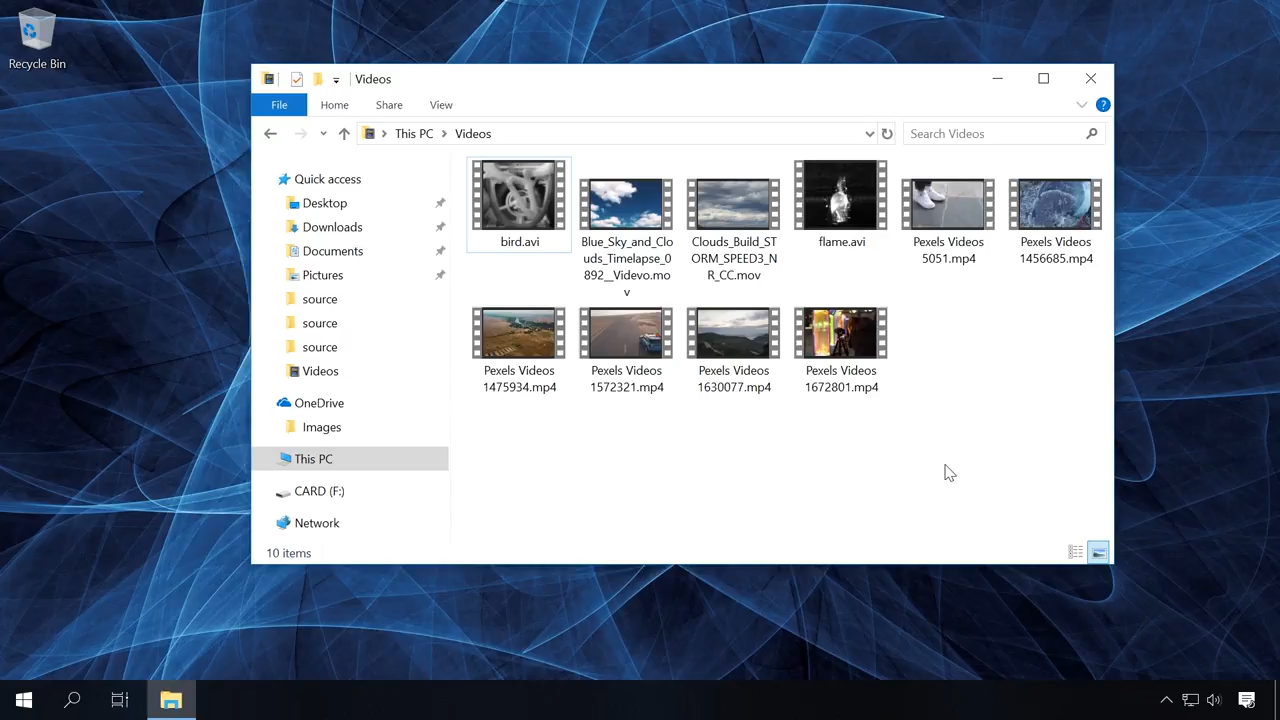 Recycle Bin
Videos
File
Home
Share
View
?
This PC
Videos
Search Videos
Quick access
Desktop
Downloads
Documents
Pictures
source
source
source
Videos
OneDrive
Images
This PC
CARD (F:)
Network
bird.avi
Blue_Sky_and_Clo
uds_Timelapse_0
892__Videvo.mo
v
Clouds_Build_ST
ORM_SPEED3_N
R_CC.mov
flame.avi
Pexels Videos
5051.mp4
Pexels Videos
1456685.mp4
Pexels Videos
1475934.mp4
Pexels Videos
1572321.mp4
Pexels Videos
1630077.mp4
Pexels Videos
1672801.mp4
10 items